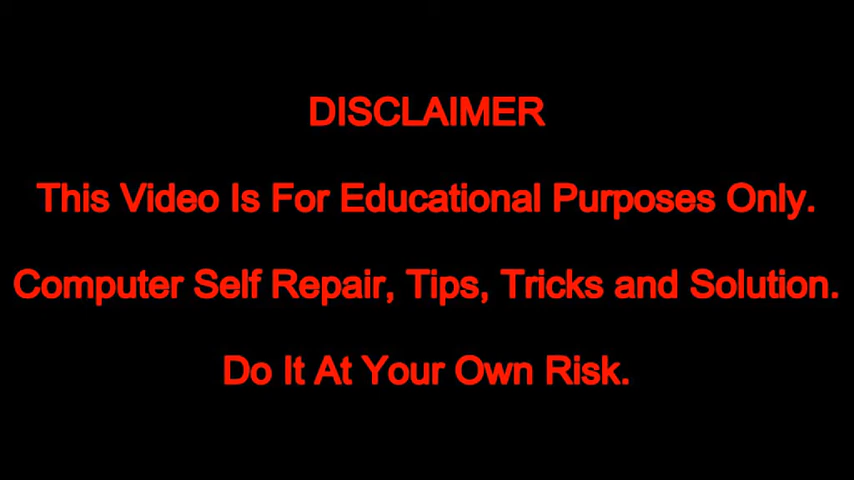 DISCLAIMER
This Video Is For Educational Purposes Only.
Computer Self Repair, Tips, Tricks and Solution.
Do It At Your Own Risk.